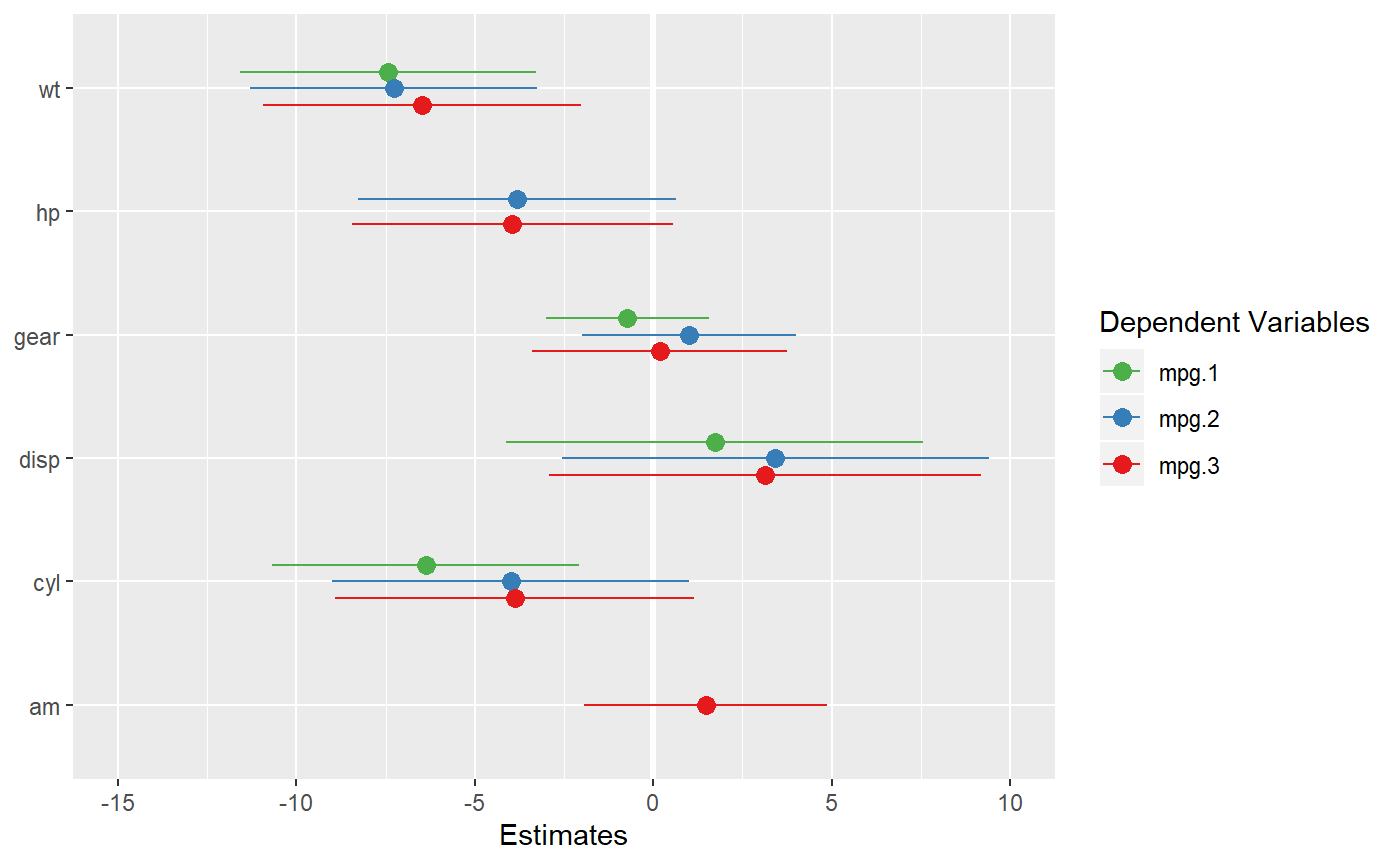 wt
hp
gear
disp
cyl
am
-15 -10 -5 0 5 10
Estimates
Dependent Variables
mpg.1
mpg.2
mpg.3